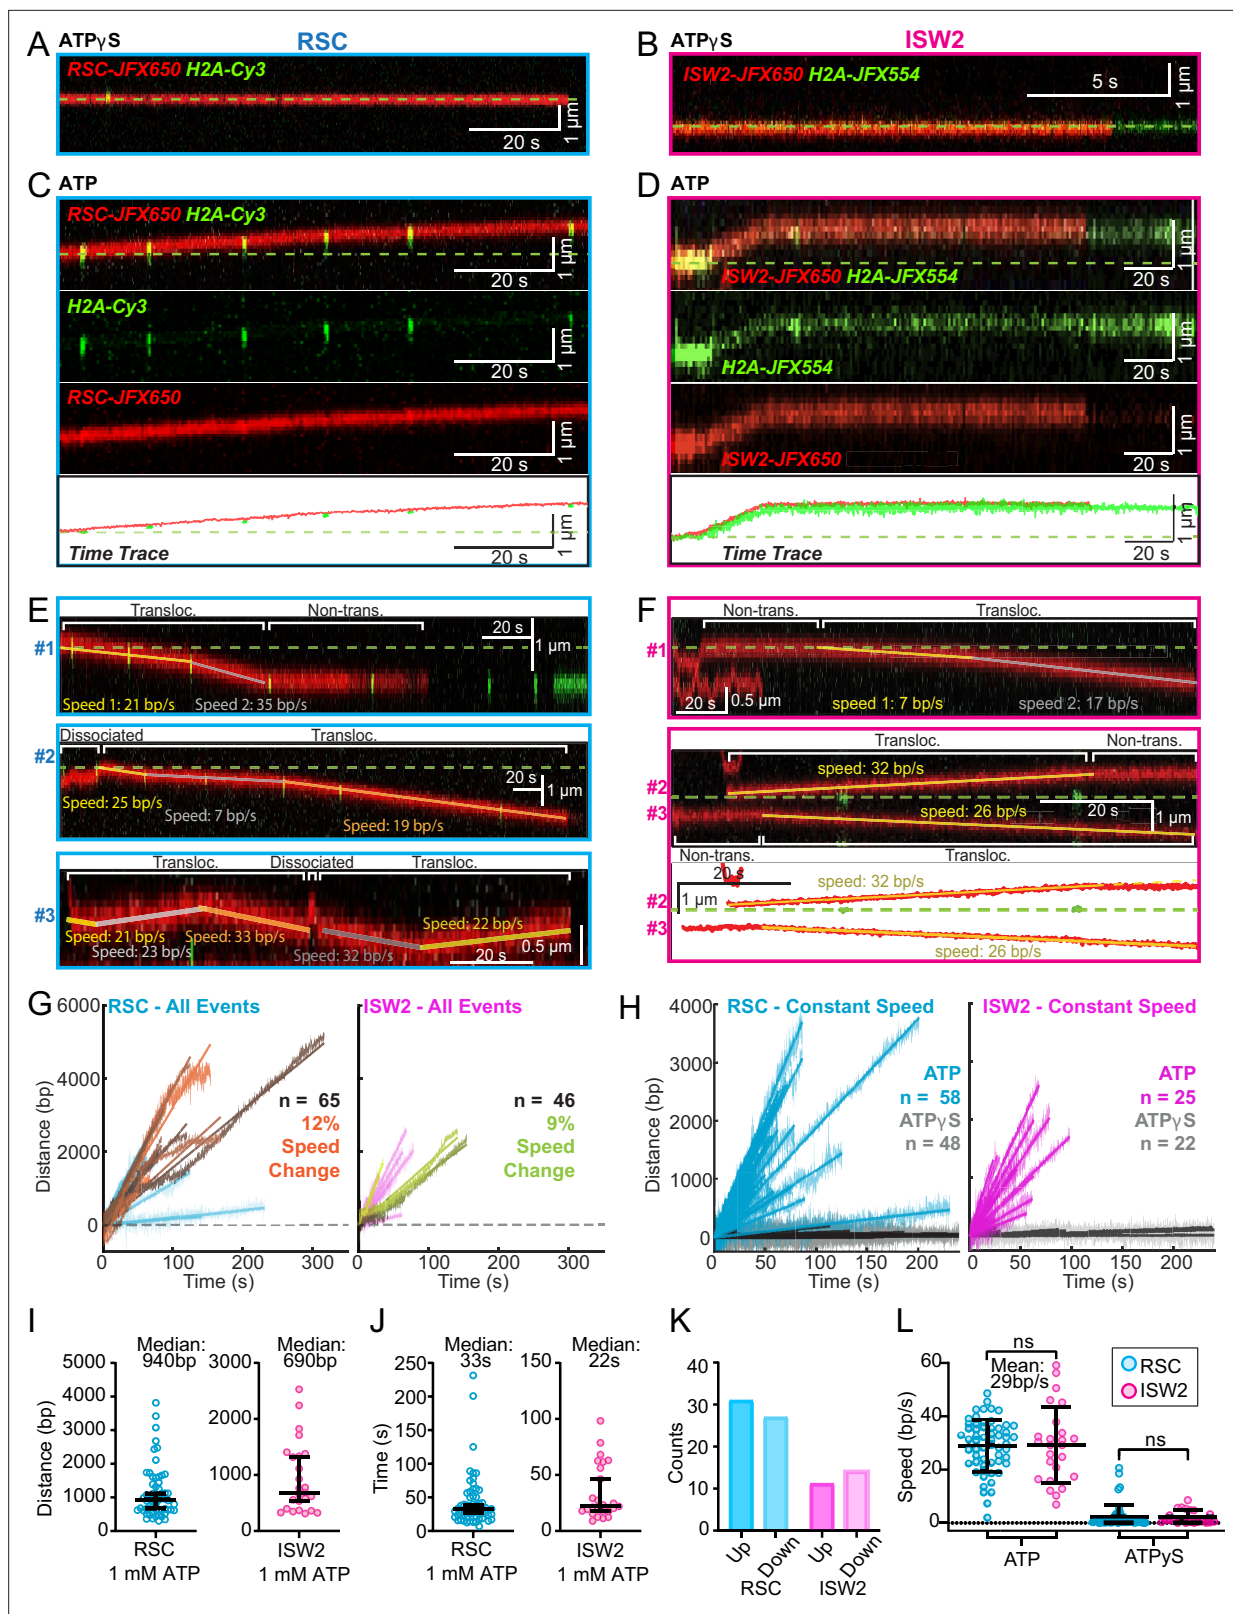 A ATPγS RSC
RSC-JFX650 H2A-Cy3
20 s
1 µm
B ATPγS ISW2
ISW2-JFX650 H2A-JFX554
5 s
1 µm
C ATP
RSC-JFX650 H2A-Cy3
20 s
1 µm
H2A-Cy3
20 s
1 µm
RSC-JFX650
20 s
1 µm
Time Trace
20 s
1 µm
D ATP
ISW2-JFX650 H2A-JFX554
20 s
1 µm
H2A-JFX554
20 s
1 µm
ISW2-JFX650
20 s
1 µm
Time Trace
20 s
1 µm
E
Transloc. Non-trans.
#1
20 s
1 µm
Speed 1: 21 bp/s Speed 2: 35 bp/s
Dissociated Transloc.
#2
20 s
1 µm
Speed: 25 bp/s
Speed: 7 bp/s
Speed: 19 bp/s
Transloc. Dissociated Transloc.
#3
Speed: 21 bp/s
Speed: 23 bp/s
Speed: 33 bp/s
Speed: 32 bp/s
Speed: 22 bp/s
20 s
0.5 µm
F
Non-trans. Transloc.
#1
20 s
0.5 µm
speed 1: 7 bp/s
speed 2: 17 bp/s
Transloc. Non-trans.
speed: 32 bp/s
#2
#3
speed: 26 bp/s
20 s
1 µm
Non-trans. Transloc.
20 s
1 µm
speed: 32 bp/s
#2
#3
speed: 26 bp/s
G
RSC - All Events
Distance (bp)
6000
4000
2000
0
n = 65
12%
Speed
Change
0 100 200 300
Time (s)
ISW2 - All Events
n = 46
9%
Speed
Change
0 100 200 300
Time (s)
H
RSC - Constant Speed
Distance (bp)
4000
3000
2000
1000
0
ATP
n = 58
ATPγS
n = 48
0 50 100 150 200
Time (s)
ISW2 - Constant Speed
ATP
n = 25
ATPγS
n = 22
0 50 100 150 200
Time (s)
I
Median:
940bp
Distance (bp)
5000
4000
3000
2000
1000
0
RSC
1 mM ATP
Median:
690bp
3000
2000
1000
0
ISW2
1 mM ATP
J
Median:
33s
Time (s)
250
200
150
100
50
0
RSC
1 mM ATP
Median:
22s
150
100
50
0
ISW2
1 mM ATP
K
Counts
40
30
20
10
0
Up Down Up Down
RSC ISW2
L
ns
Mean:
29bp/s
RSC
ISW2
Speed (bp/s)
60
40
20
0
ns
ATP ATPyS